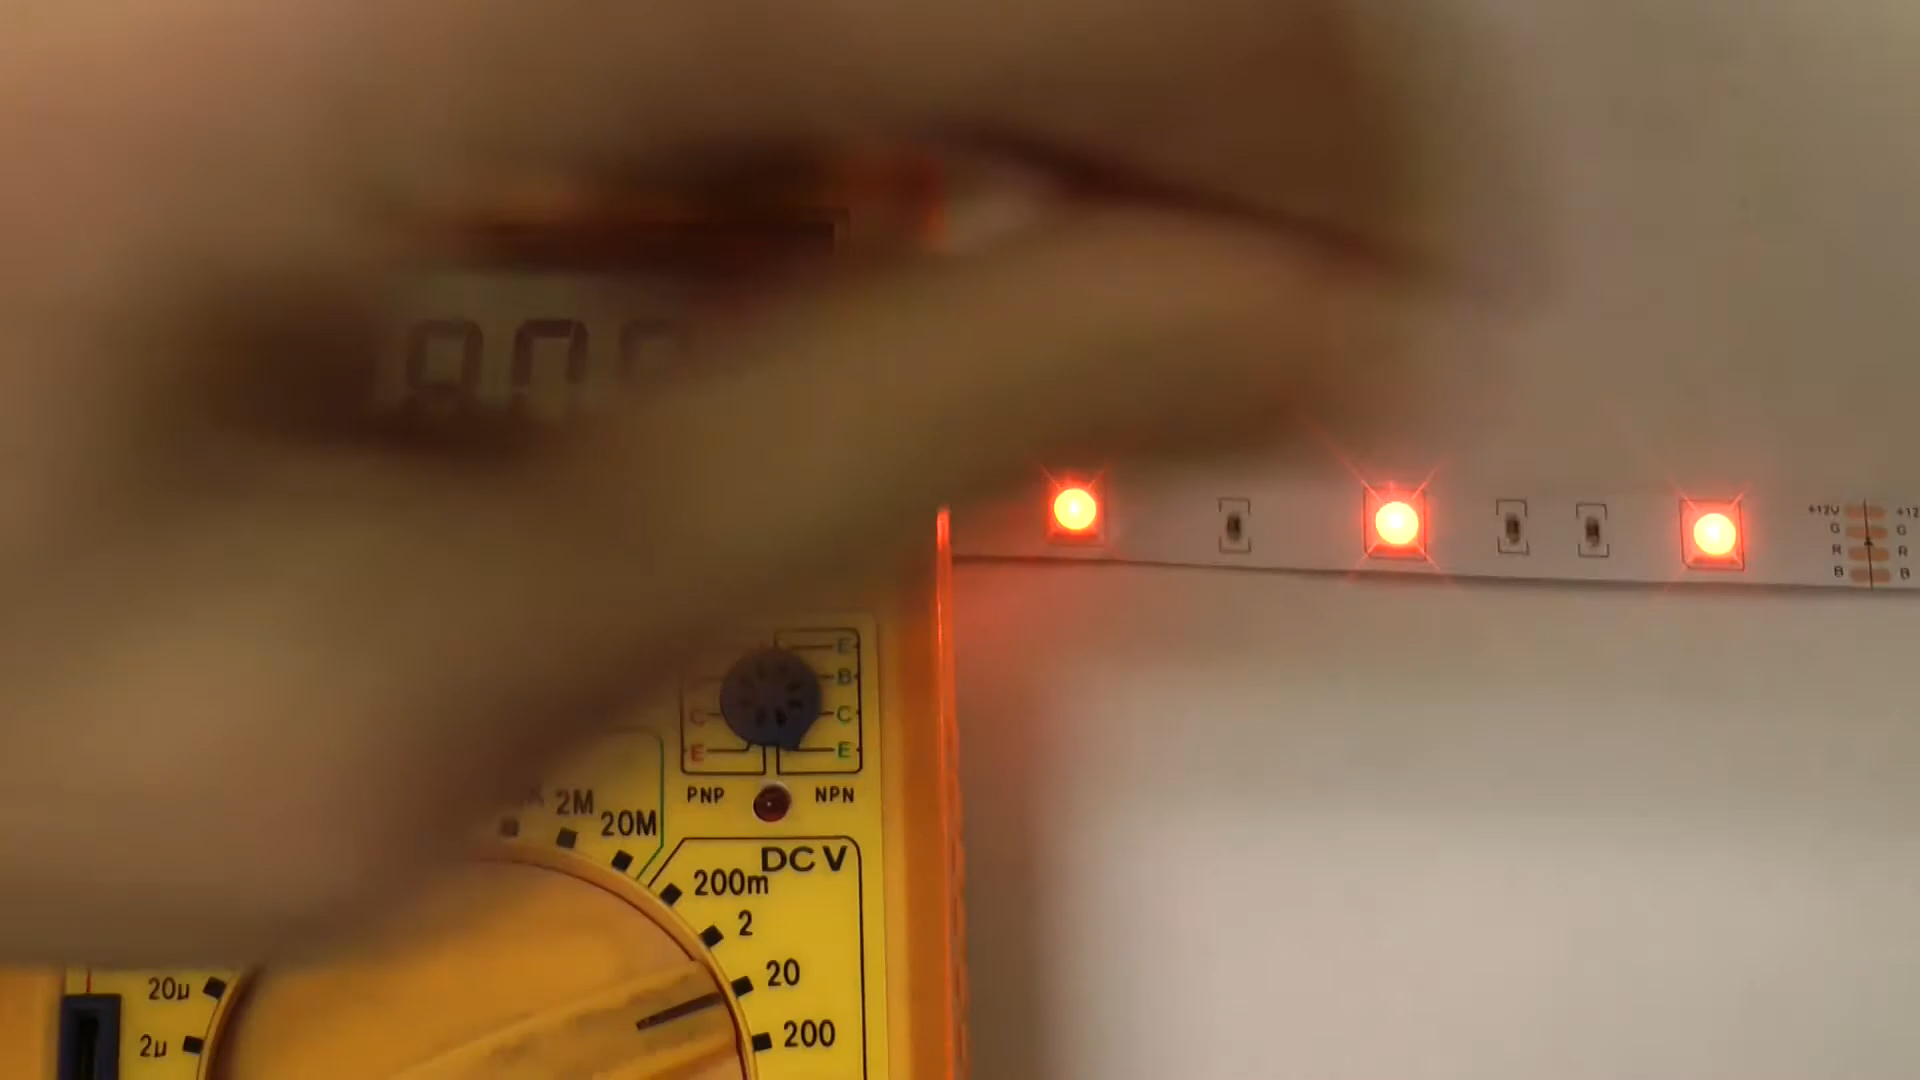 +12V +12
G G
R R
B B
E
B
C C
E E
PNP NPN
2M
20M
DC V
200m
2
20
200
20µ
2µ